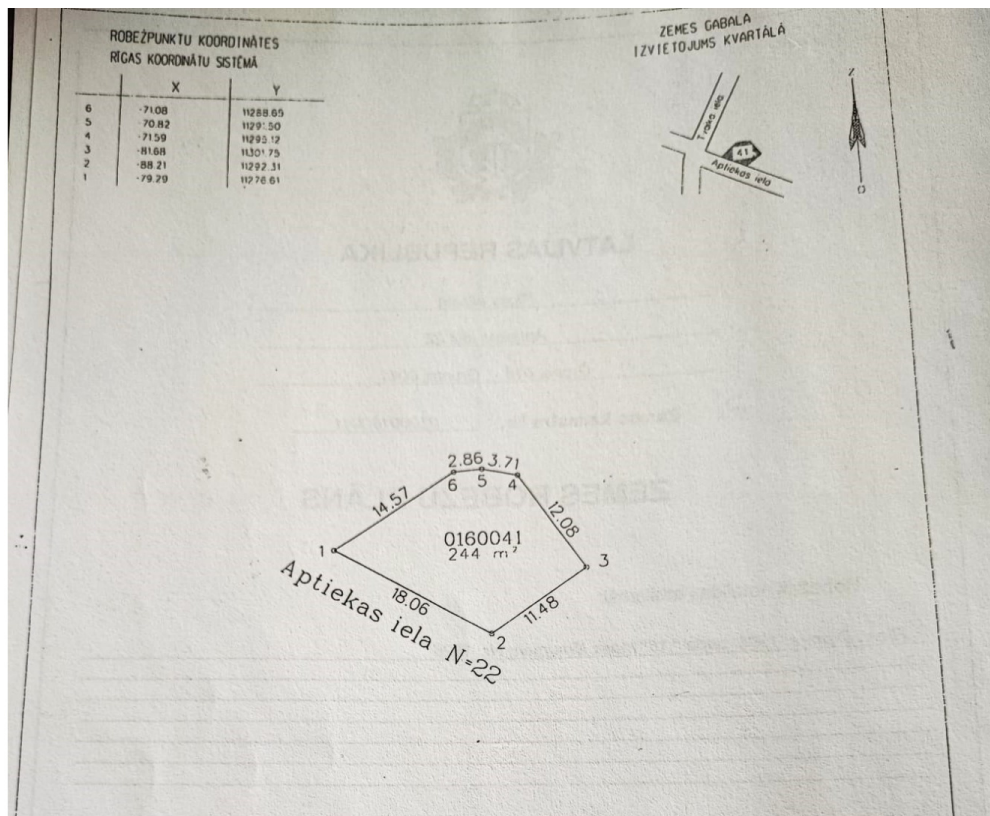 ROBEŽPUNKTU KOORDINĀTES
RĪGAS KOORDINĀTU SISTĒMĀ
X Y
6 -71.08 11288.65
5 -70.82 11291.50
4 -71.59 11295.12
3 -81.68 11301.75
2 -88.21 11292.31
1 -79.29 11276.61
ZEMES GABALA
IZVIETOJUMS KVARTĀLĀ
iela
41
Aptiekas iela
Z
D
2.86 3.71
6 5 4
14.57
12.08
0160041
244 m²
1
3
18.06
11.48
2
Aptiekas iela N=22